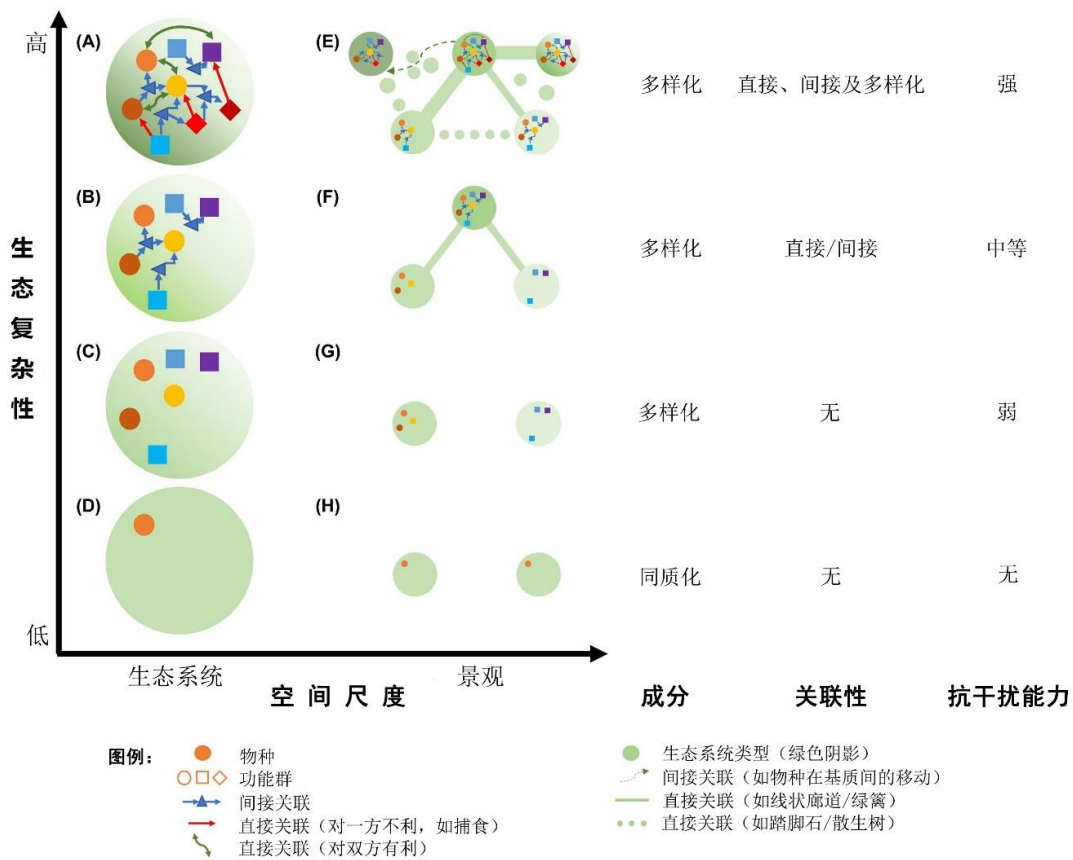 高
生态复杂性
低
(A)
(E)
多样化 直接、间接及多样化 强
(B)
(F)
多样化 直接/间接 中等
(C)
(G)
多样化 无 弱
(D)
(H)
同质化 无 无
生态系统 景观
空间尺度 成分 关联性 抗干扰能力
图例：
物种
功能群
间接关联
直接关联（对一方不利，如捕食）
直接关联（对双方有利）
生态系统类型（绿色阴影）
间接关联（如物种在基质间的移动）
直接关联（如线状廊道/绿篱）
直接关联（如踏脚石/散生树）